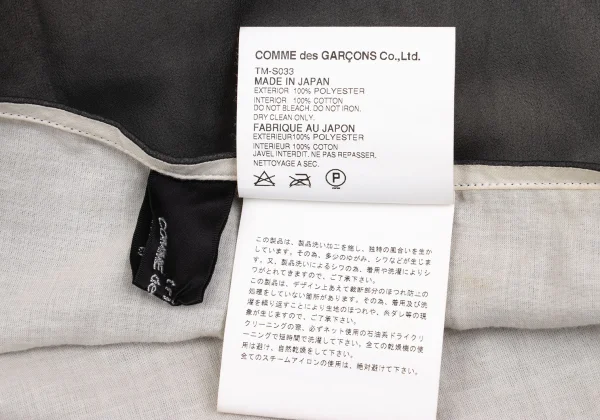 COMME des GARÇONS Co.,Ltd.
TM-S033
MADE IN JAPAN
EXTERIOR 100% POLYESTER
INTERIOR 100% COTTON
DO NOT BLEACH. DO NOT IRON.
DRY CLEAN ONLY.
FABRIQUE AU JAPON
EXTERIEUR100% POLYESTER
INTERIEUR 100% COTON
JAVEL INTERDIT, NE PAS REPASSER.
NETTOYAGE A SEC.
P
COMME de
この製品は、製品洗い加工を施し、独特の風合いを生か
しています。その為、多少のゆがみ、シワなどが生じま
す。又、製品洗いによるシワの為、着用や洗濯によりシ
ワがとれてきますので、ご了承下さい。
この製品は、デザイン上あえて裁断部分のほつれ防止の
処理をしていない箇所があります。その為、着用及び洗
濯を繰り返すことにより生地のほつれや、糸ダレ等の現
象が生じますので、ご了承下さい。
クリーニングの際、必ずネット使用の石油系ドライクリ
ーニングで短時間で洗濯して下さい。全ての乾燥機の使
用は避け、自然乾燥をして下さい。
全てのスチームアイロンの使用は、絶対避けて下さい。